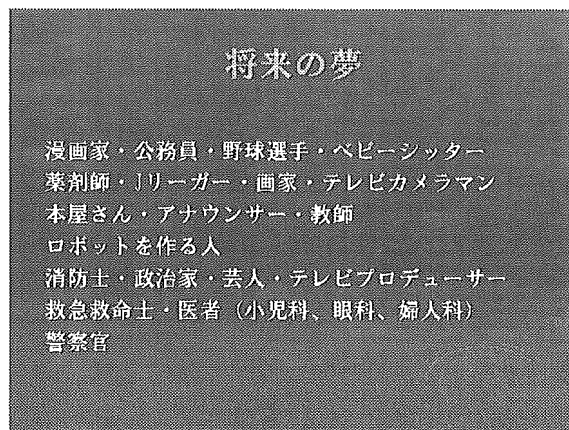 将来の夢
漫画家・公務員・野球選手・ベビーシッター
薬剤師・Jリーガー・画家・テレビカメラマン
本屋さん・アナウンサー・教師
ロボットを作る人
消防士・政治家・芸人・テレビプロデューサー
救急救命士・医者（小児科、眼科、婦人科）
警察官